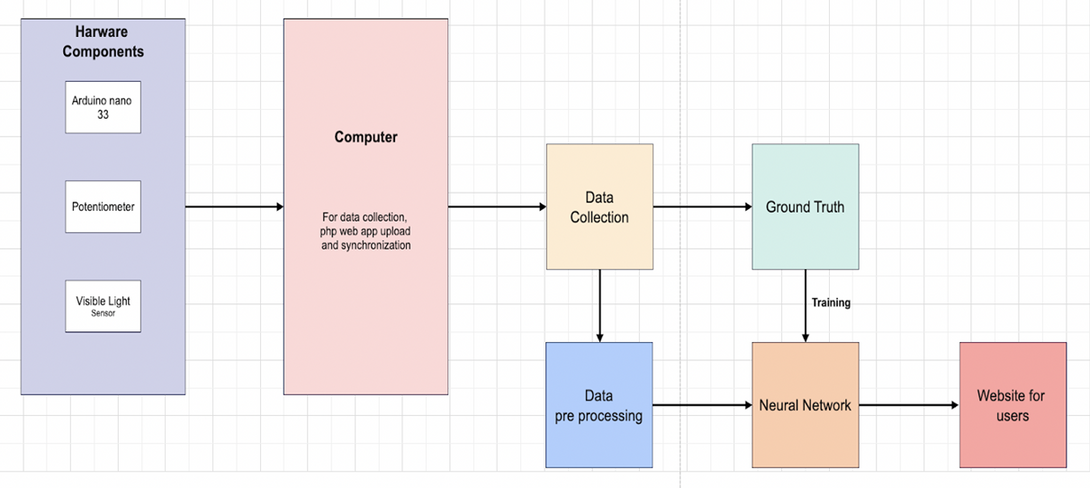 Harware
Components
Arduino nano
33
Potentiometer
Visible Light
Sensor
Computer
For data collection,
php web app upload
and synchronization
Data
Collection
Ground Truth
Training
Data
pre processing
Neural Network
Website for
users